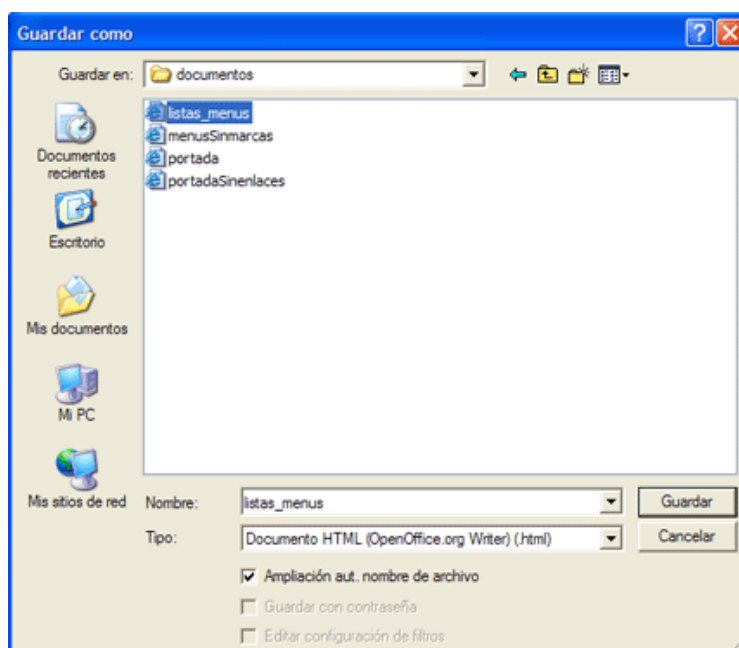 Guardar como
Guardar en:
documentos
listas_menus
menusSinmarcas
portada
portadaSinenlaces
Documentos
recientes
Escritorio
Mis documentos
Mi PC
Mis sitios de red
Nombre:
listas_menus
Guardar
Tipo:
Documento HTML (OpenOffice.org Writer) (.html)
Cancelar
Ampliación aut. nombre de archivo
Guardar con contraseña
Editar configuración de filtros